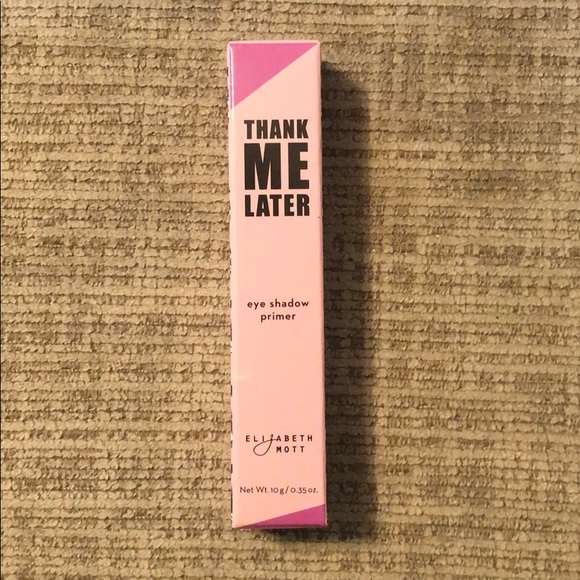 THANK
ME
LATER
eye shadow
primer
ELIZABETH
MOTT
Net Wt. 10 g / 0.35 oz.